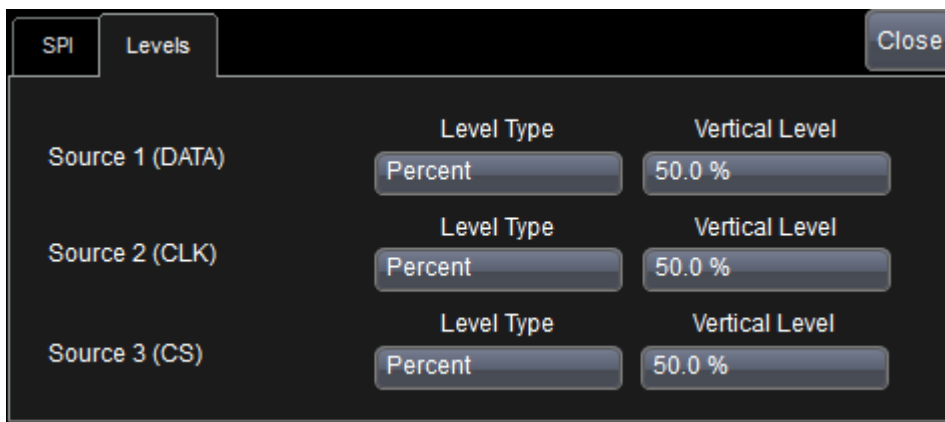 SPI Levels Close
Level Type Vertical Level
Source 1 (DATA) Percent 50.0 %
Level Type Vertical Level
Source 2 (CLK) Percent 50.0 %
Level Type Vertical Level
Source 3 (CS) Percent 50.0 %